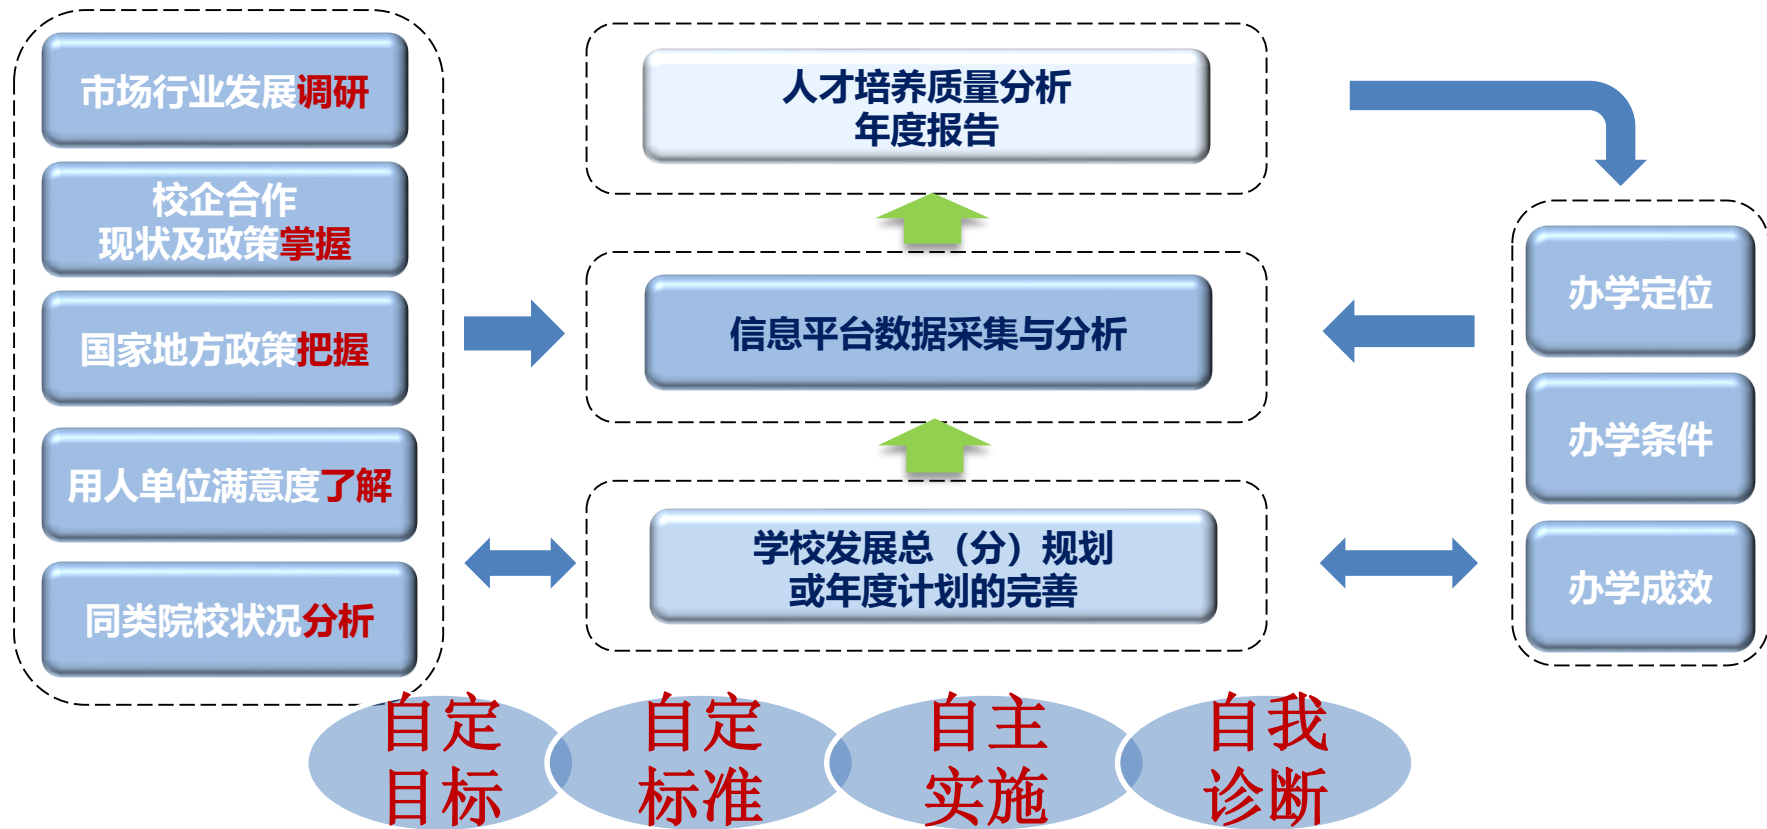 市场行业发展调研
校企合作
现状及政策掌握
国家地方政策把握
用人单位满意度了解
同类院校状况分析
人才培养质量分析
年度报告
信息平台数据采集与分析
学校发展总（分）规划
或年度计划的完善
办学定位
办学条件
办学成效
自定
目标
自定
标准
自主
实施
自我
诊断